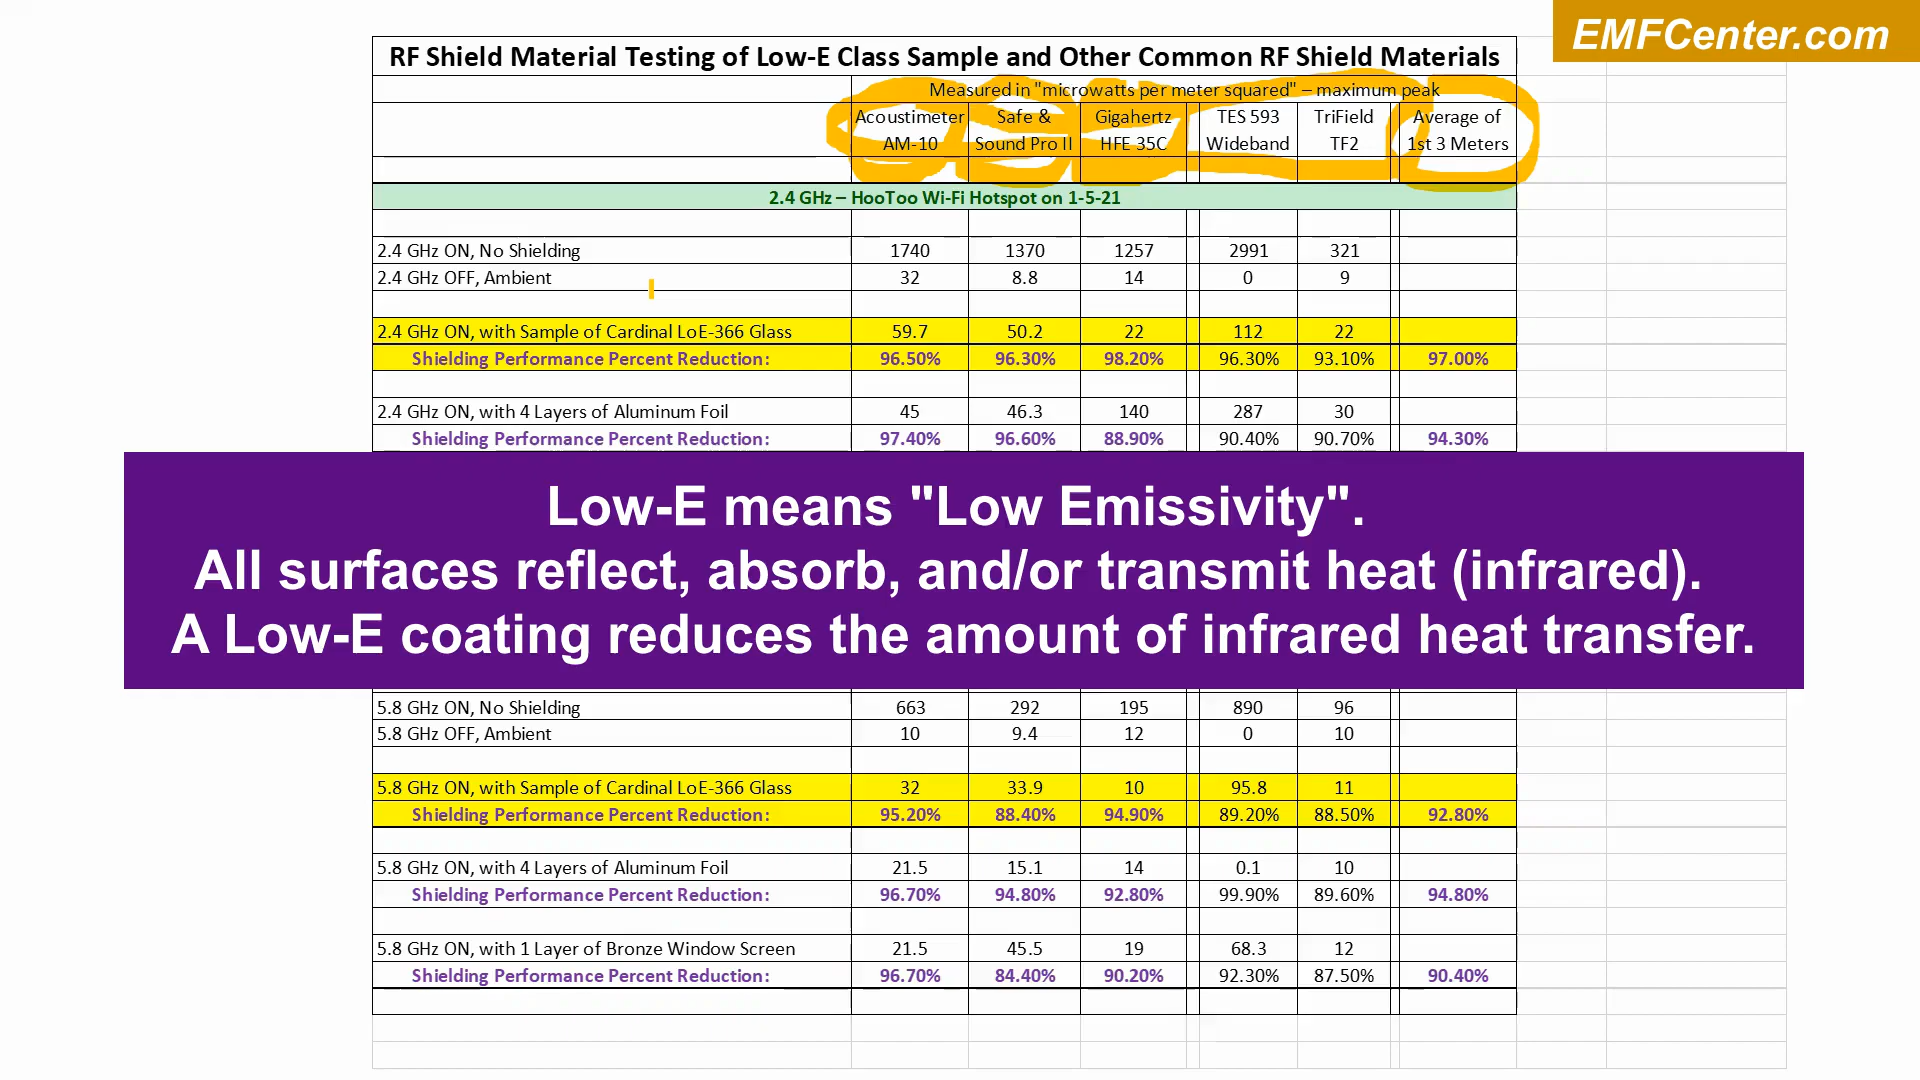 EMFCenter.com
RF Shield Material Testing of Low-E Class Sample and Other Common RF Shield Materials
Measured in "microwatts per meter squared" – maximum peak
Acoustimeter AM-10 Safe & Sound Pro II Gigahertz HFE 35C TES 593 Wideband TriField TF2 Average of 1st 3 Meters
2.4 GHz – HooToo Wi-Fi Hotspot on 1-5-21
2.4 GHz ON, No Shielding 1740 1370 1257 2991 321
2.4 GHz OFF, Ambient 32 8.8 14 0 9
2.4 GHz ON, with Sample of Cardinal LoE-366 Glass 59.7 50.2 22 112 22
Shielding Performance Percent Reduction: 96.50% 96.30% 98.20% 96.30% 93.10% 97.00%
2.4 GHz ON, with 4 Layers of Aluminum Foil 45 46.3 140 287 30
Shielding Performance Percent Reduction: 97.40% 96.60% 88.90% 90.40% 90.70% 94.30%
Low-E means "Low Emissivity".
All surfaces reflect, absorb, and/or transmit heat (infrared).
A Low-E coating reduces the amount of infrared heat transfer.
5.8 GHz ON, No Shielding 663 292 195 890 96
5.8 GHz OFF, Ambient 10 9.4 12 0 10
5.8 GHz ON, with Sample of Cardinal LoE-366 Glass 32 33.9 10 95.8 11
Shielding Performance Percent Reduction: 95.20% 88.40% 94.90% 89.20% 88.50% 92.80%
5.8 GHz ON, with 4 Layers of Aluminum Foil 21.5 15.1 14 0.1 10
Shielding Performance Percent Reduction: 96.70% 94.80% 92.80% 99.90% 89.60% 94.80%
5.8 GHz ON, with 1 Layer of Bronze Window Screen 21.5 45.5 19 68.3 12
Shielding Performance Percent Reduction: 96.70% 84.40% 90.20% 92.30% 87.50% 90.40%